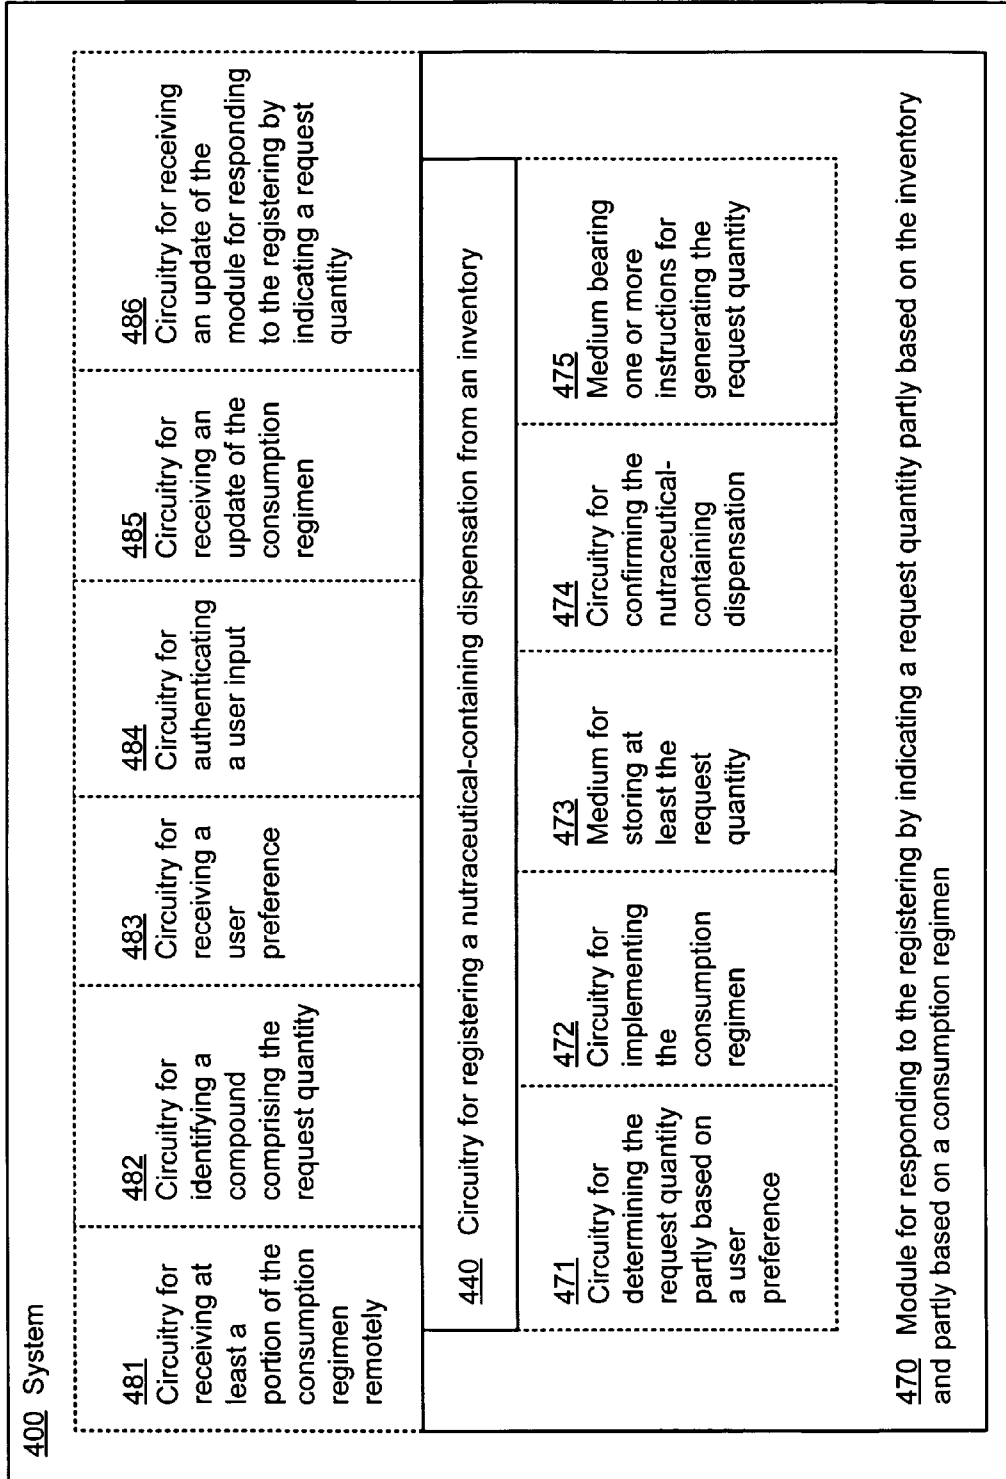 400 System
481
Circuitry for
receiving at
least a
portion of the
consumption
regimen
remotely
482
Circuitry for
identifying a
compound
comprising the
request quantity
483
Circuitry for
receiving a
user
preference
484
Circuitry for
authenticating
a user input
485
Circuitry for
receiving an
update of the
consumption
regimen
486
Circuitry for receiving
an update of the
module for responding
to the registering by
indicating a request
quantity
440 Circuitry for registering a nutraceutical-containing dispensation from an inventory
471
Circuitry for
determining the
request quantity
partly based on
a user
preference
472
Circuitry for
implementing
the
consumption
regimen
473
Medium for
storing at
least the
request
quantity
474
Circuitry for
confirming the
nutraceutical-
containing
dispensation
475
Medium bearing
one or more
instructions for
generating the
request quantity
470 Module for responding to the registering by indicating a request quantity partly based on the inventory
and partly based on a consumption regimen